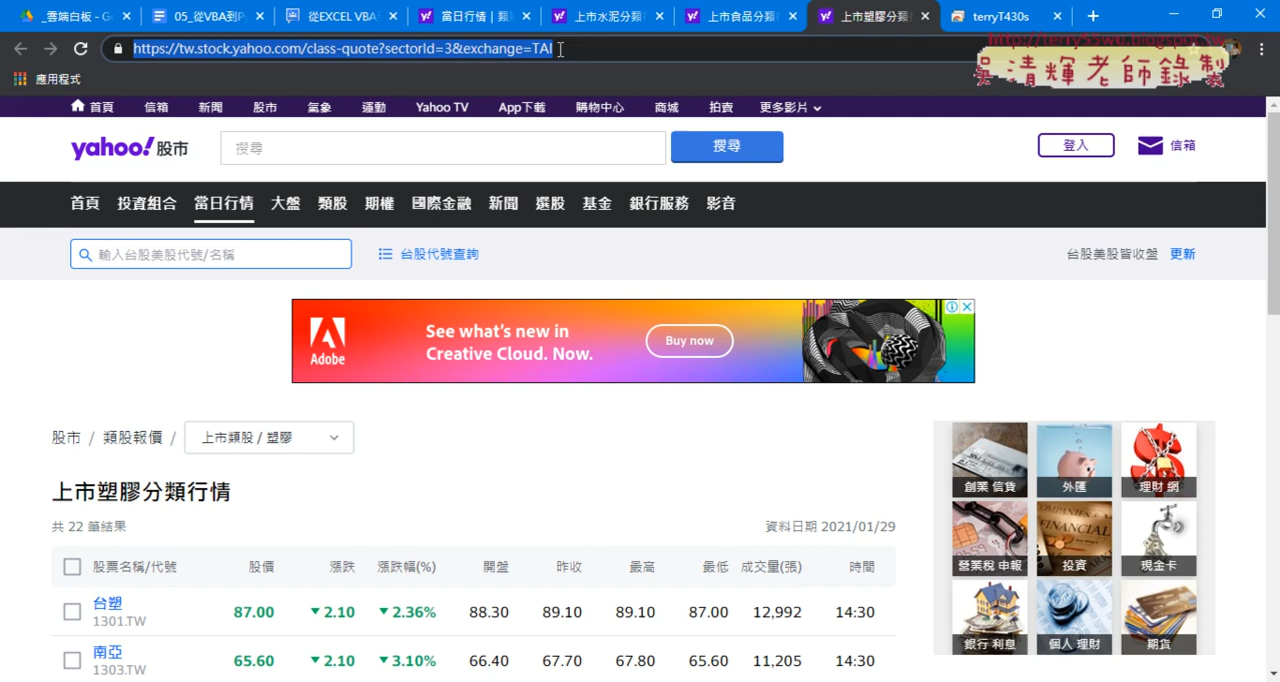 _雲端白板 - G
05_從VBA到P
從EXCEL VBA
當日行情 | 類
上市水泥分類
上市食品分類
上市塑膠分類
terryT430s
https://tw.stock.yahoo.com/class-quote?sectorId=3&exchange=TAI
http://terry55wu.blogspot.tw
吳清輝老師錄製
應用程式
首頁 信箱 新聞 股市 氣象 運動 Yahoo TV App下載 購物中心 商城 拍賣 更多影片
yahoo!股市 搜尋 搜尋 登入 信箱
首頁 投資組合 當日行情 大盤 類股 期權 國際金融 新聞 選股 基金 銀行服務 影音
輸入台股美股代號/名稱 台股代號查詢 台股美股皆收盤 更新
Adobe
See what's new in
Creative Cloud. Now.
Buy now
股市 / 類股報價 / 上市類股 / 塑膠
上市塑膠分類行情
共 22 筆結果 資料日期 2021/01/29
股票名稱/代號 股價 漲跌 漲跌幅(%) 開盤 昨收 最高 最低 成交量(張) 時間
台塑
1301.TW
87.00 ▼2.10 ▼2.36% 88.30 89.10 89.10 87.00 12,992 14:30
南亞
1303.TW
65.60 ▼2.10 ▼3.10% 66.40 67.70 67.80 65.60 11,205 14:30
創業 信貸 外匯 理財 網
營業稅 申報 投資 現金卡
銀行 利息 個人 理財 期貨